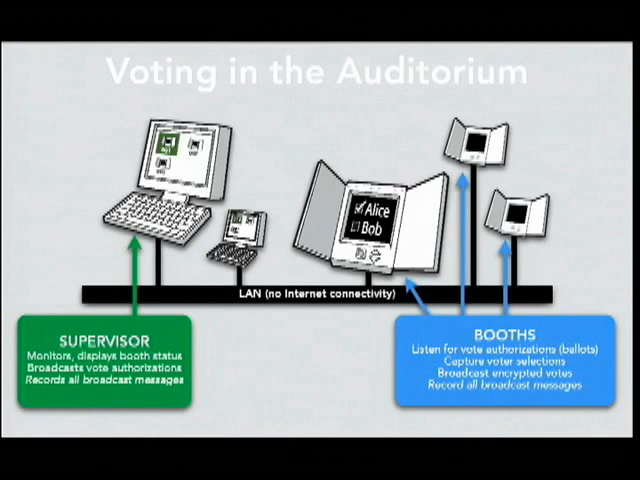 Voting in the Auditorium
Alice
Bob
LAN (no Internet connectivity)
SUPERVISOR
Monitors, displays booth status
Broadcasts vote authorizations
Records all broadcast messages
BOOTHS
Listen for vote authorizations (ballots)
Capture voter selections
Broadcast encrypted votes
Record all broadcast messages